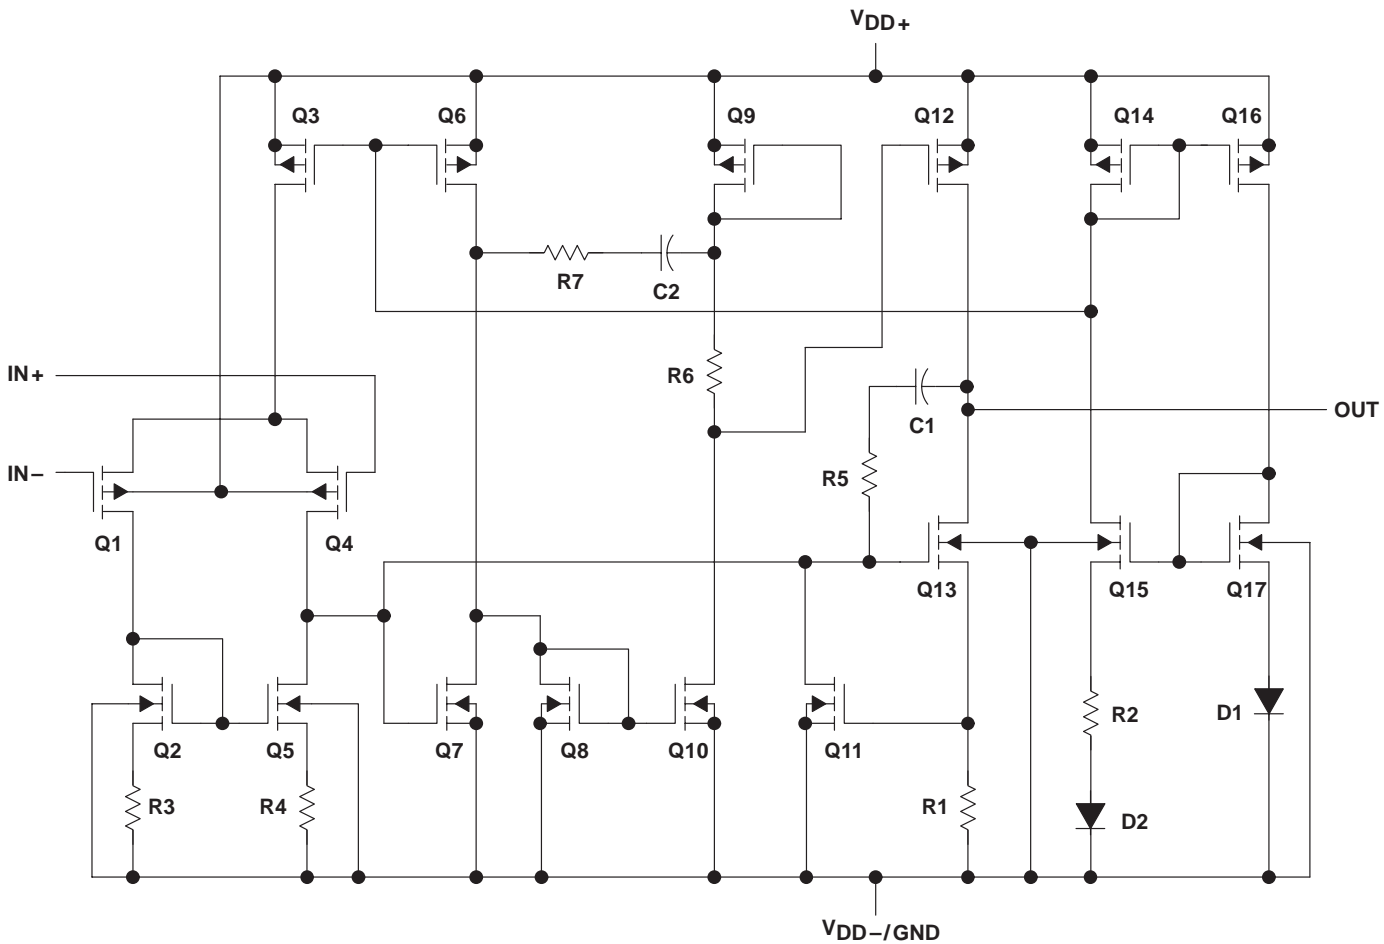 VDD+
Q3 Q6 Q9 Q12 Q14 Q16
R7
C2
IN+
R6
C1
OUT
IN−
R5
Q1 Q4
Q13 Q15 Q17
R2 D1
Q2 Q5 Q7 Q8 Q10 Q11
R3 R4 R1
D2
VDD−/GND